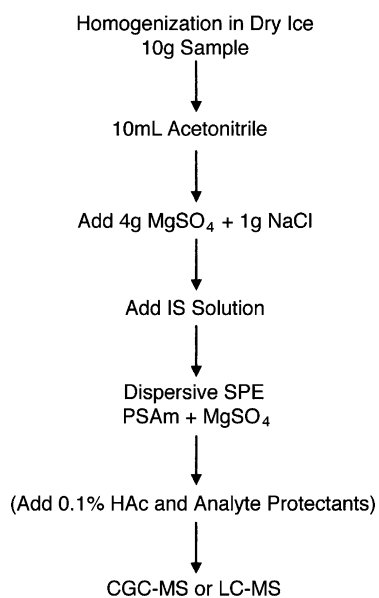 Homogenization in Dry Ice
10g Sample
10mL Acetonitrile
Add 4g MgSO₄ + 1g NaCl
Add IS Solution
Dispersive SPE
PSAm + MgSO₄
(Add 0.1% HAc and Analyte Protectants)
CGC-MS or LC-MS